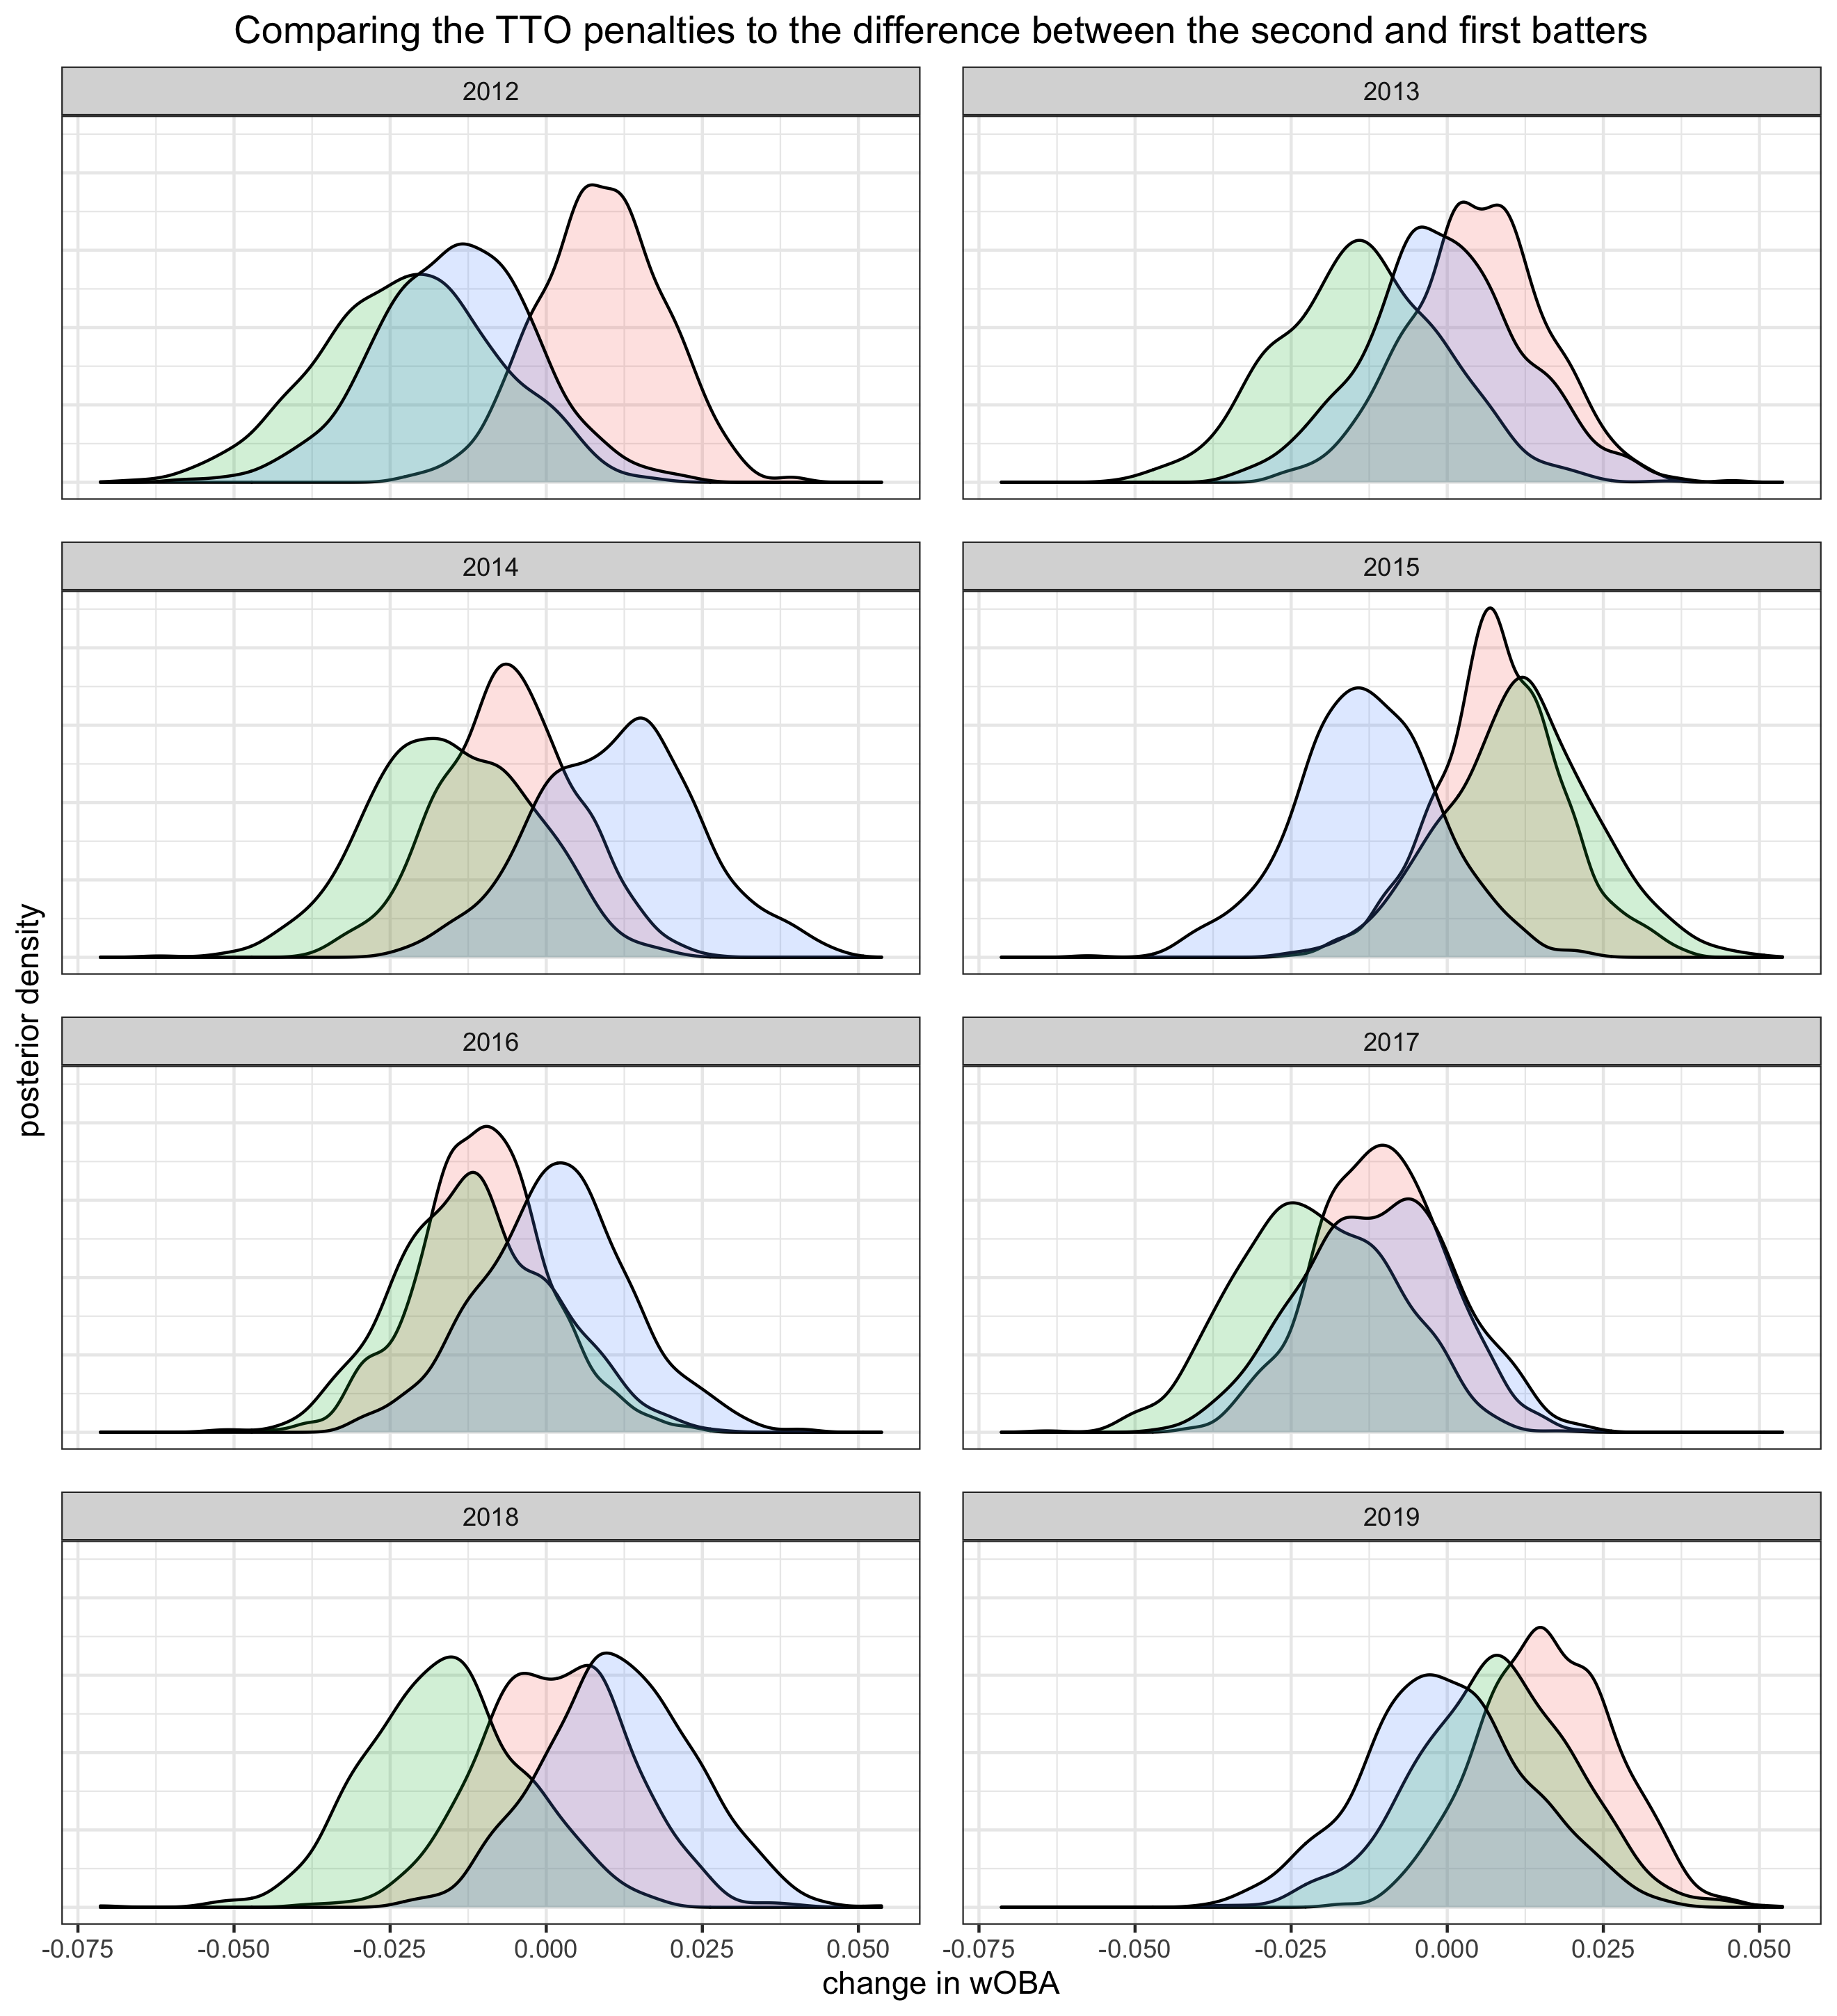 Comparing the TTO penalties to the difference between the second and first batters
2012
2013
2014
2015
2016
2017
2018
2019
posterior density
-0.075 -0.050 -0.025 0.000 0.025 0.050
-0.075 -0.050 -0.025 0.000 0.025 0.050
change in wOBA